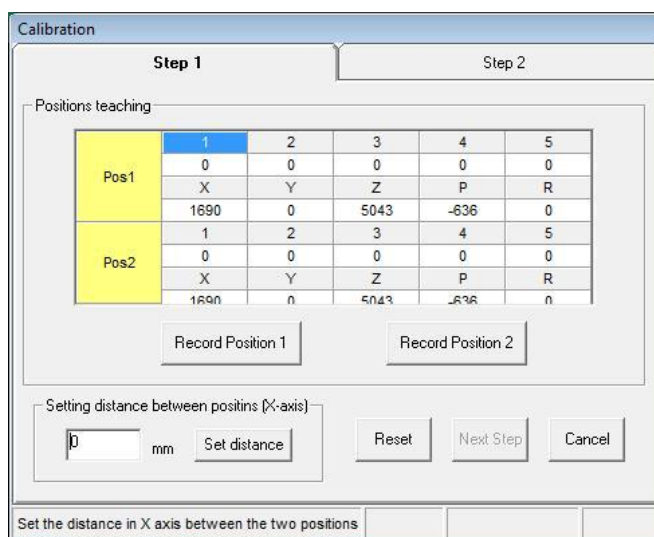 Calibration
Step 1 Step 2
Positions teaching
Pos1 1 2 3 4 5
0 0 0 0 0
X Y Z P R
1690 0 5043 -636 0
Pos2 1 2 3 4 5
0 0 0 0 0
X Y Z P R
1690 0 5043 -636 0
Record Position 1 Record Position 2
Setting distance between positins (X-axis)
0 mm Set distance Reset Next Step Cancel
Set the distance in X axis between the two positions